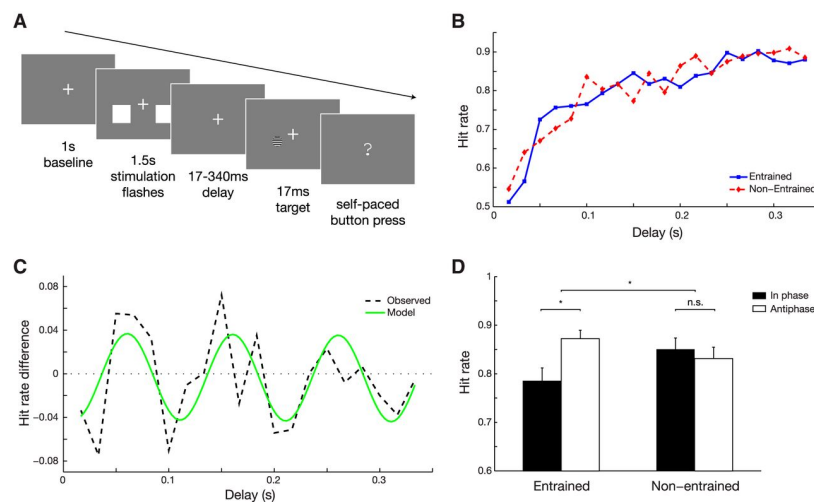 A
1s
baseline
1.5s
stimulation
flashes
17-340ms
delay
17ms
target
?
self-paced
button press
B
Hit rate
0.9
0.8
0.7
0.6
0.5
Entrained
Non−Entrained
0 0.1 0.2 0.3
Delay (s)
C
Hit rate difference
0.08
0.04
0
−0.04
−0.08
Observed
Model
0 0.1 0.2 0.3
Delay (s)
D
Hit rate
1
0.9
0.8
0.7
0.6
In phase
Antiphase
*
*
n.s.
Entrained Non−entrained